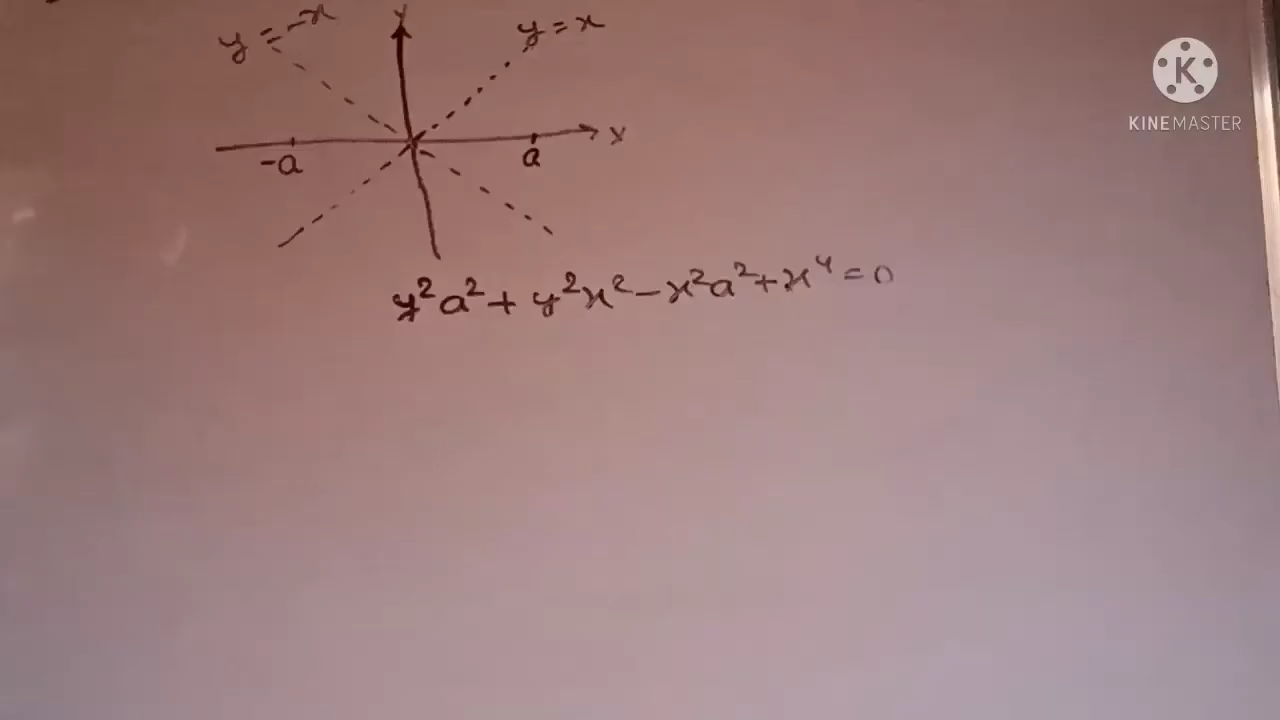 y = -x
Y
y = x
K
KINEMASTER
-a
a
X
y²a² + y²x² - x²a² + x⁴ = 0